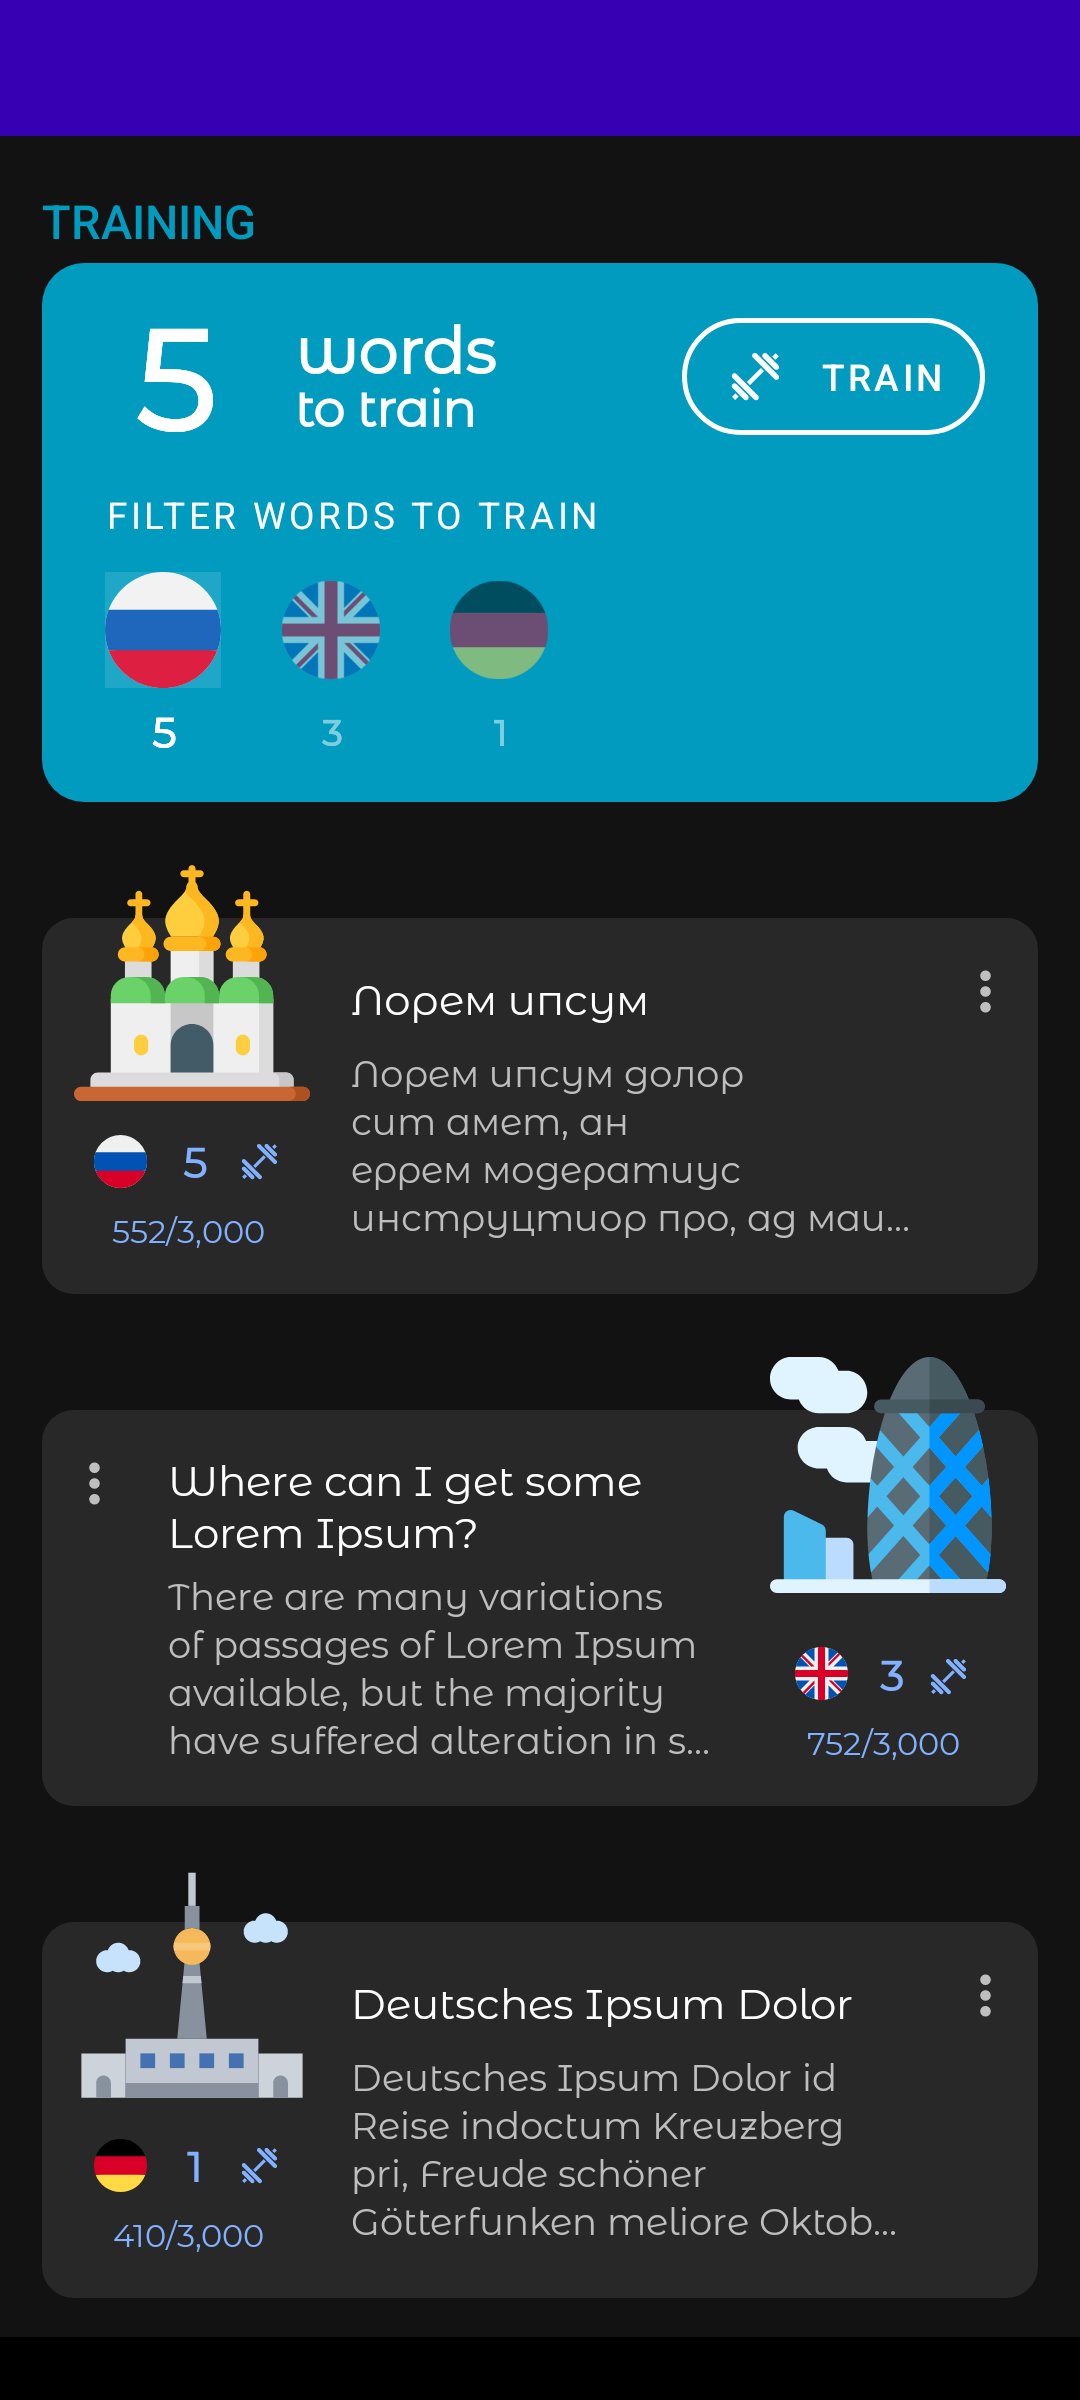 TRAINING
5
words
to train
TRAIN
FILTER WORDS TO TRAIN
5
3
1
Лорем ипсум
Лорем ипсум долор
сит амет, ан
еррем модератиус
инструцтиор про, ад маи...
5
552/3,000
Where can I get some
Lorem Ipsum?
There are many variations
of passages of Lorem Ipsum
available, but the majority
have suffered alteration in s...
3
752/3,000
Deutsches Ipsum Dolor
Deutsches Ipsum Dolor id
Reise indoctum Kreuzberg
pri, Freude schöner
Götterfunken meliore Oktob...
1
410/3,000